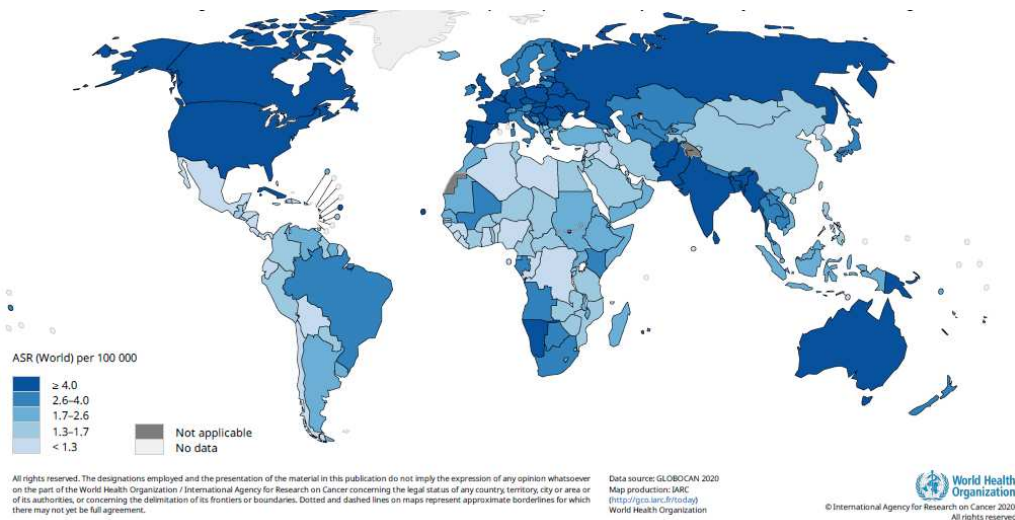 ASR (World) per 100 000
≥ 4.0
2.6–4.0
1.7–2.6
1.3–1.7
< 1.3
Not applicable
No data
All rights reserved. The designations employed and the presentation of the material in this publication do not imply the expression of any opinion whatsoever
on the part of the World Health Organization / International Agency for Research on Cancer concerning the legal status of any country, territory, city or area or
of its authorities, or concerning the delimitation of its frontiers or boundaries. Dotted and dashed lines on maps represent approximate borderlines for which
there may not yet be full agreement.
Data source: GLOBOCAN 2020
Map production: IARC
(http://gco.iarc.fr/today)
World Health Organization
World Health
Organization
© International Agency for Research on Cancer 2020
All rights reserved